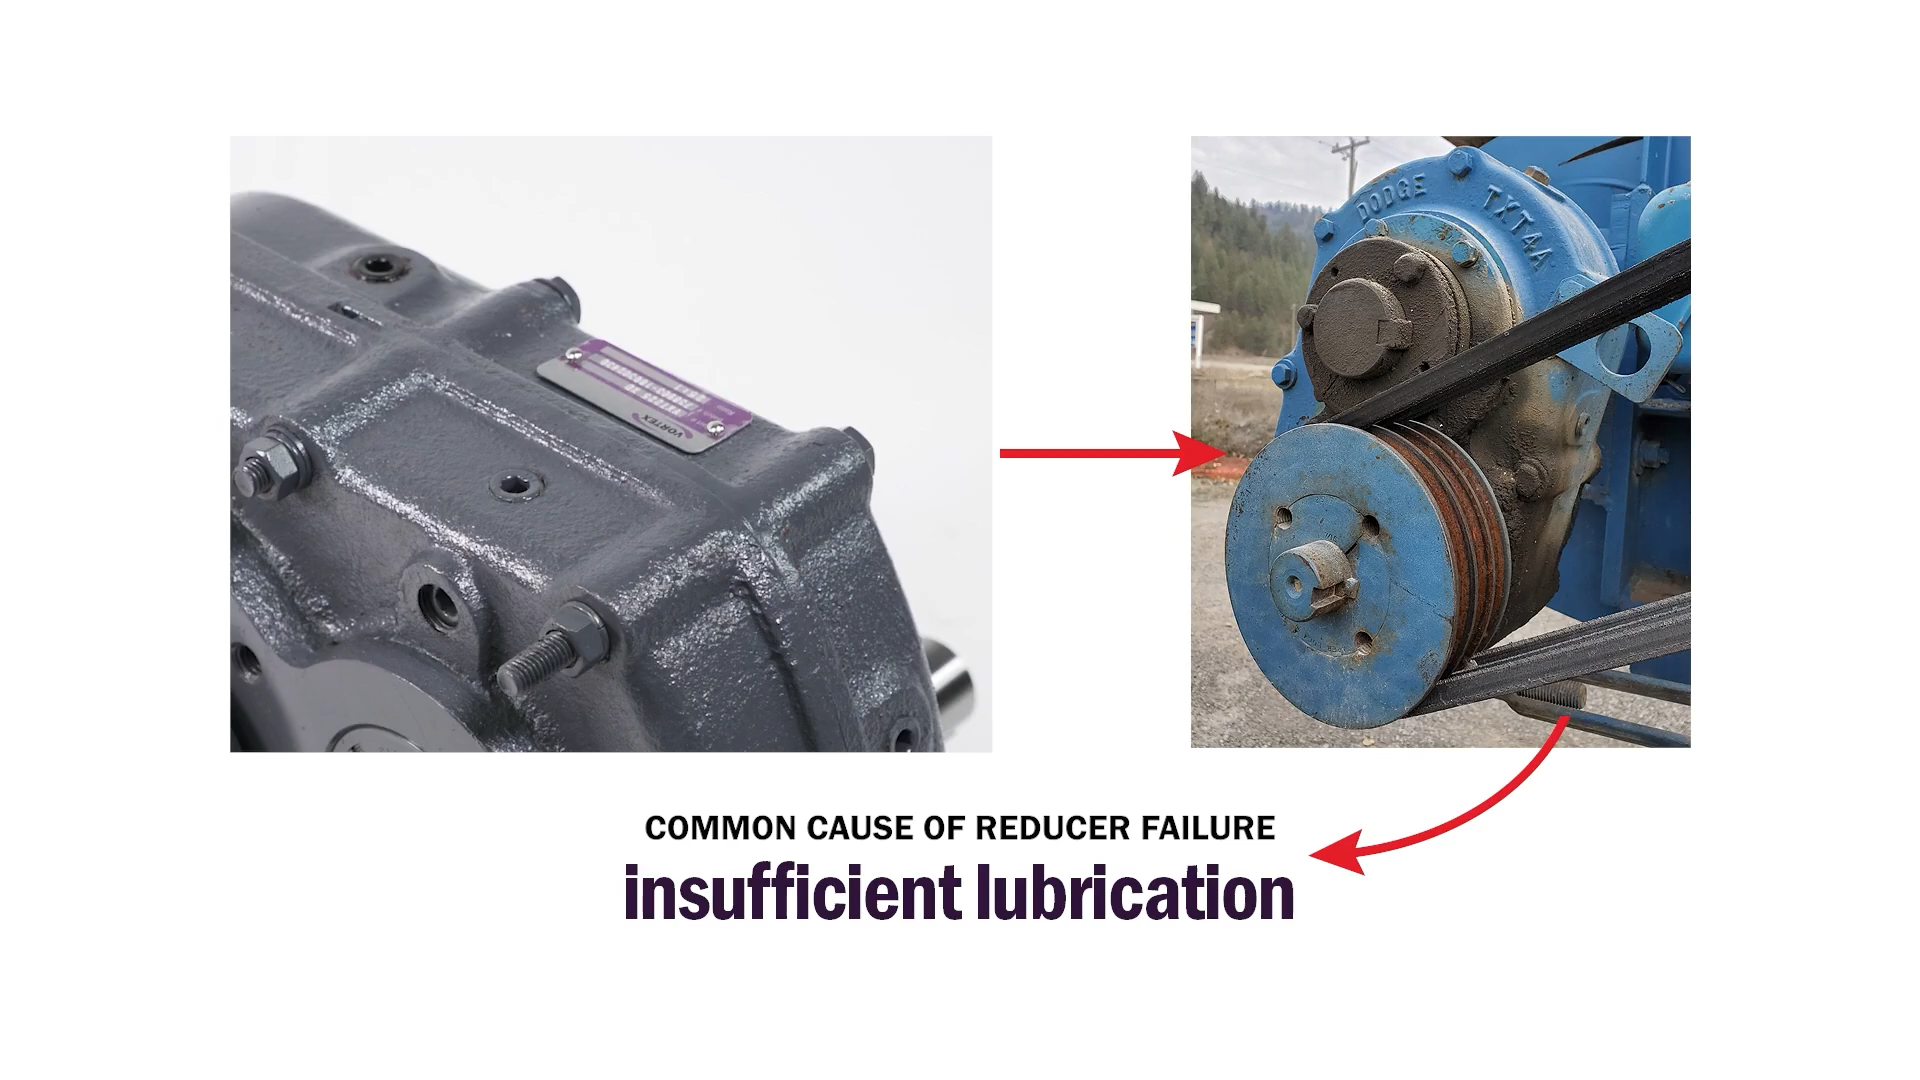 VORTEX
DODGE
TXT4A
COMMON CAUSE OF REDUCER FAILURE
insufficient lubrication